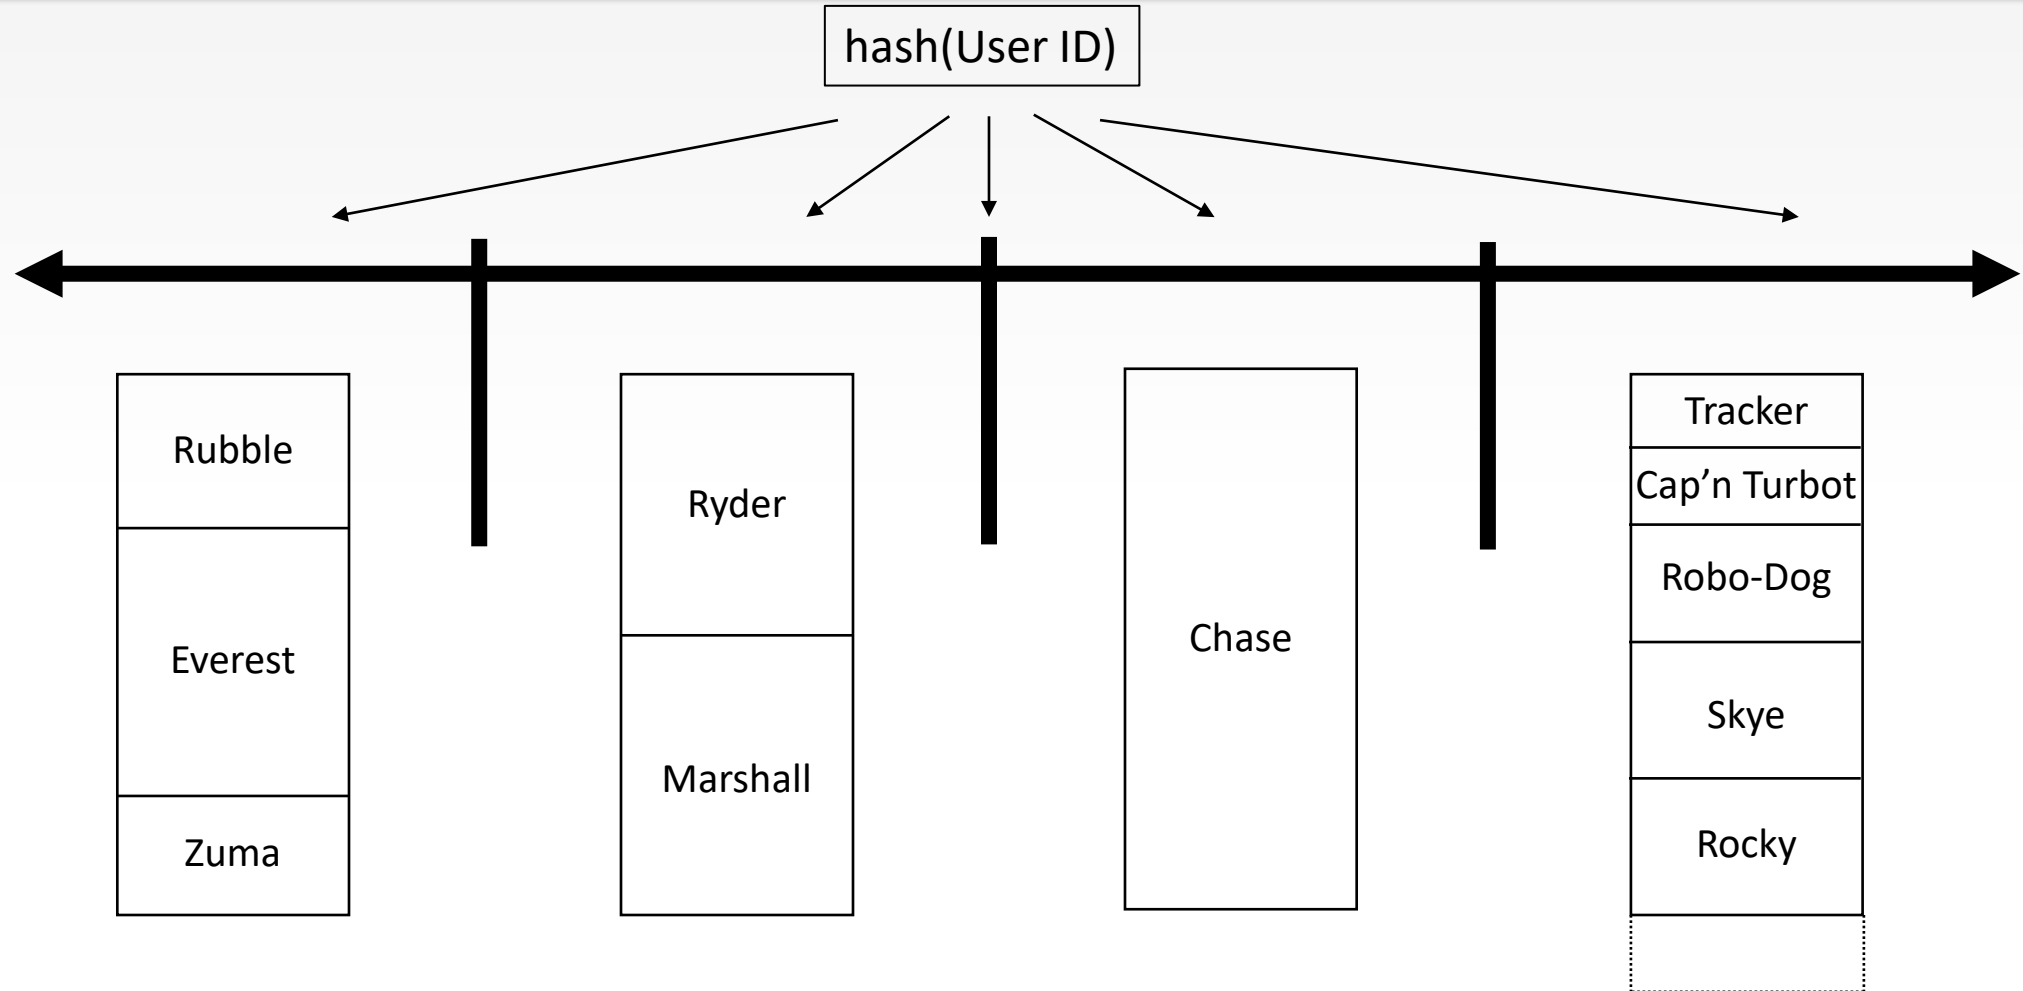 hash(User ID)
Rubble
Everest
Zuma
Ryder
Marshall
Chase
Tracker
Cap’n Turbot
Robo-Dog
Skye
Rocky